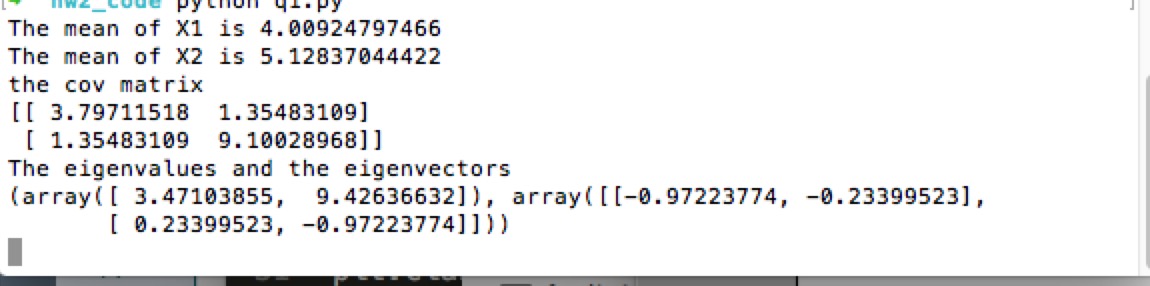 hw2_code python q1.py
The mean of X1 is 4.00924797466
The mean of X2 is 5.12837044422
the cov matrix
[[ 3.79711518  1.35483109]
 [ 1.35483109  9.10028968]]
The eigenvalues and the eigenvectors
(array([ 3.47103855,  9.42636632]), array([[-0.97223774, -0.23399523],
       [ 0.23399523, -0.97223774]]))